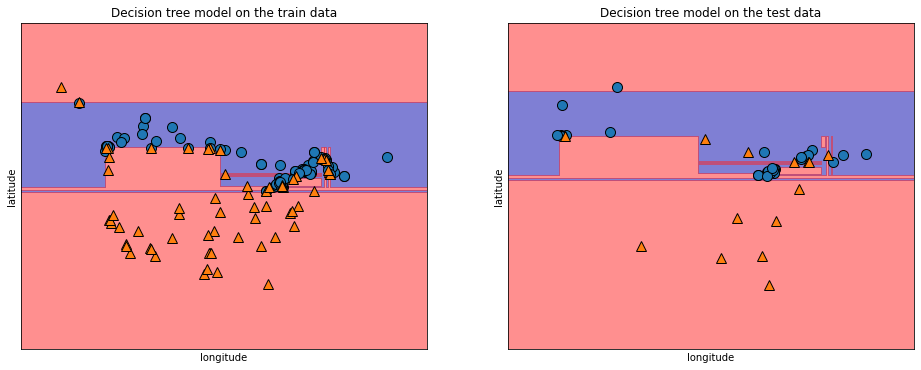 Decision tree model on the train data
Decision tree model on the test data
latitude
latitude
longitude
longitude